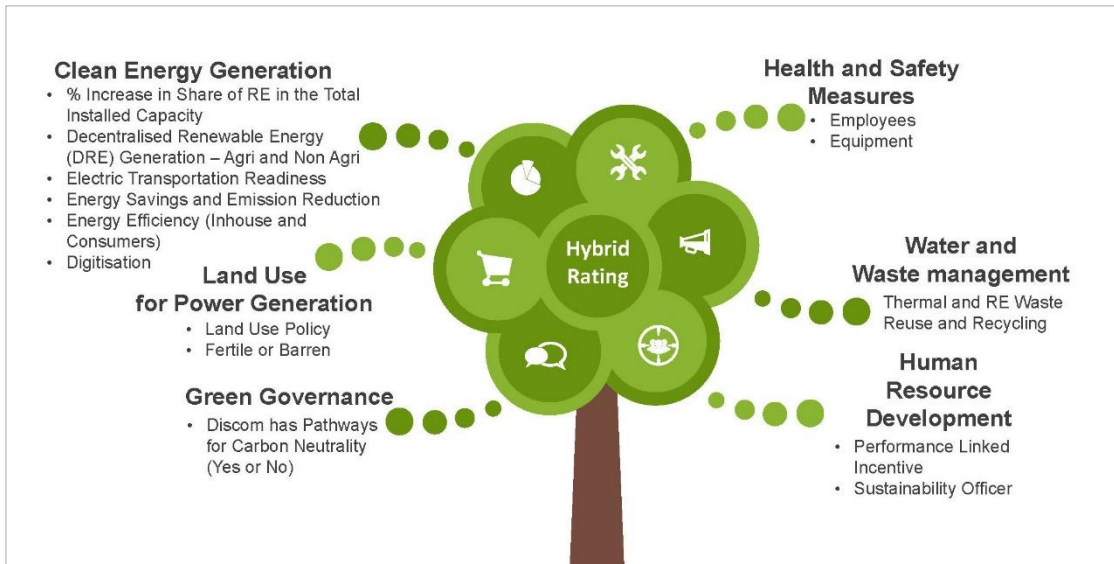 Clean Energy Generation
• % Increase in Share of RE in the Total
Installed Capacity
• Decentralised Renewable Energy
(DRE) Generation – Agri and Non Agri
• Electric Transportation Readiness
• Energy Savings and Emission Reduction
• Energy Efficiency (Inhouse and
Consumers)
• Digitisation
Land Use
for Power Generation
• Land Use Policy
• Fertile or Barren
Green Governance
• Discom has Pathways
for Carbon Neutrality
(Yes or No)
Hybrid
Rating
Health and Safety
Measures
• Employees
• Equipment
Water and
Waste management
• Thermal and RE Waste
Reuse and Recycling
Human
Resource
Development
• Performance Linked
Incentive
• Sustainability Officer